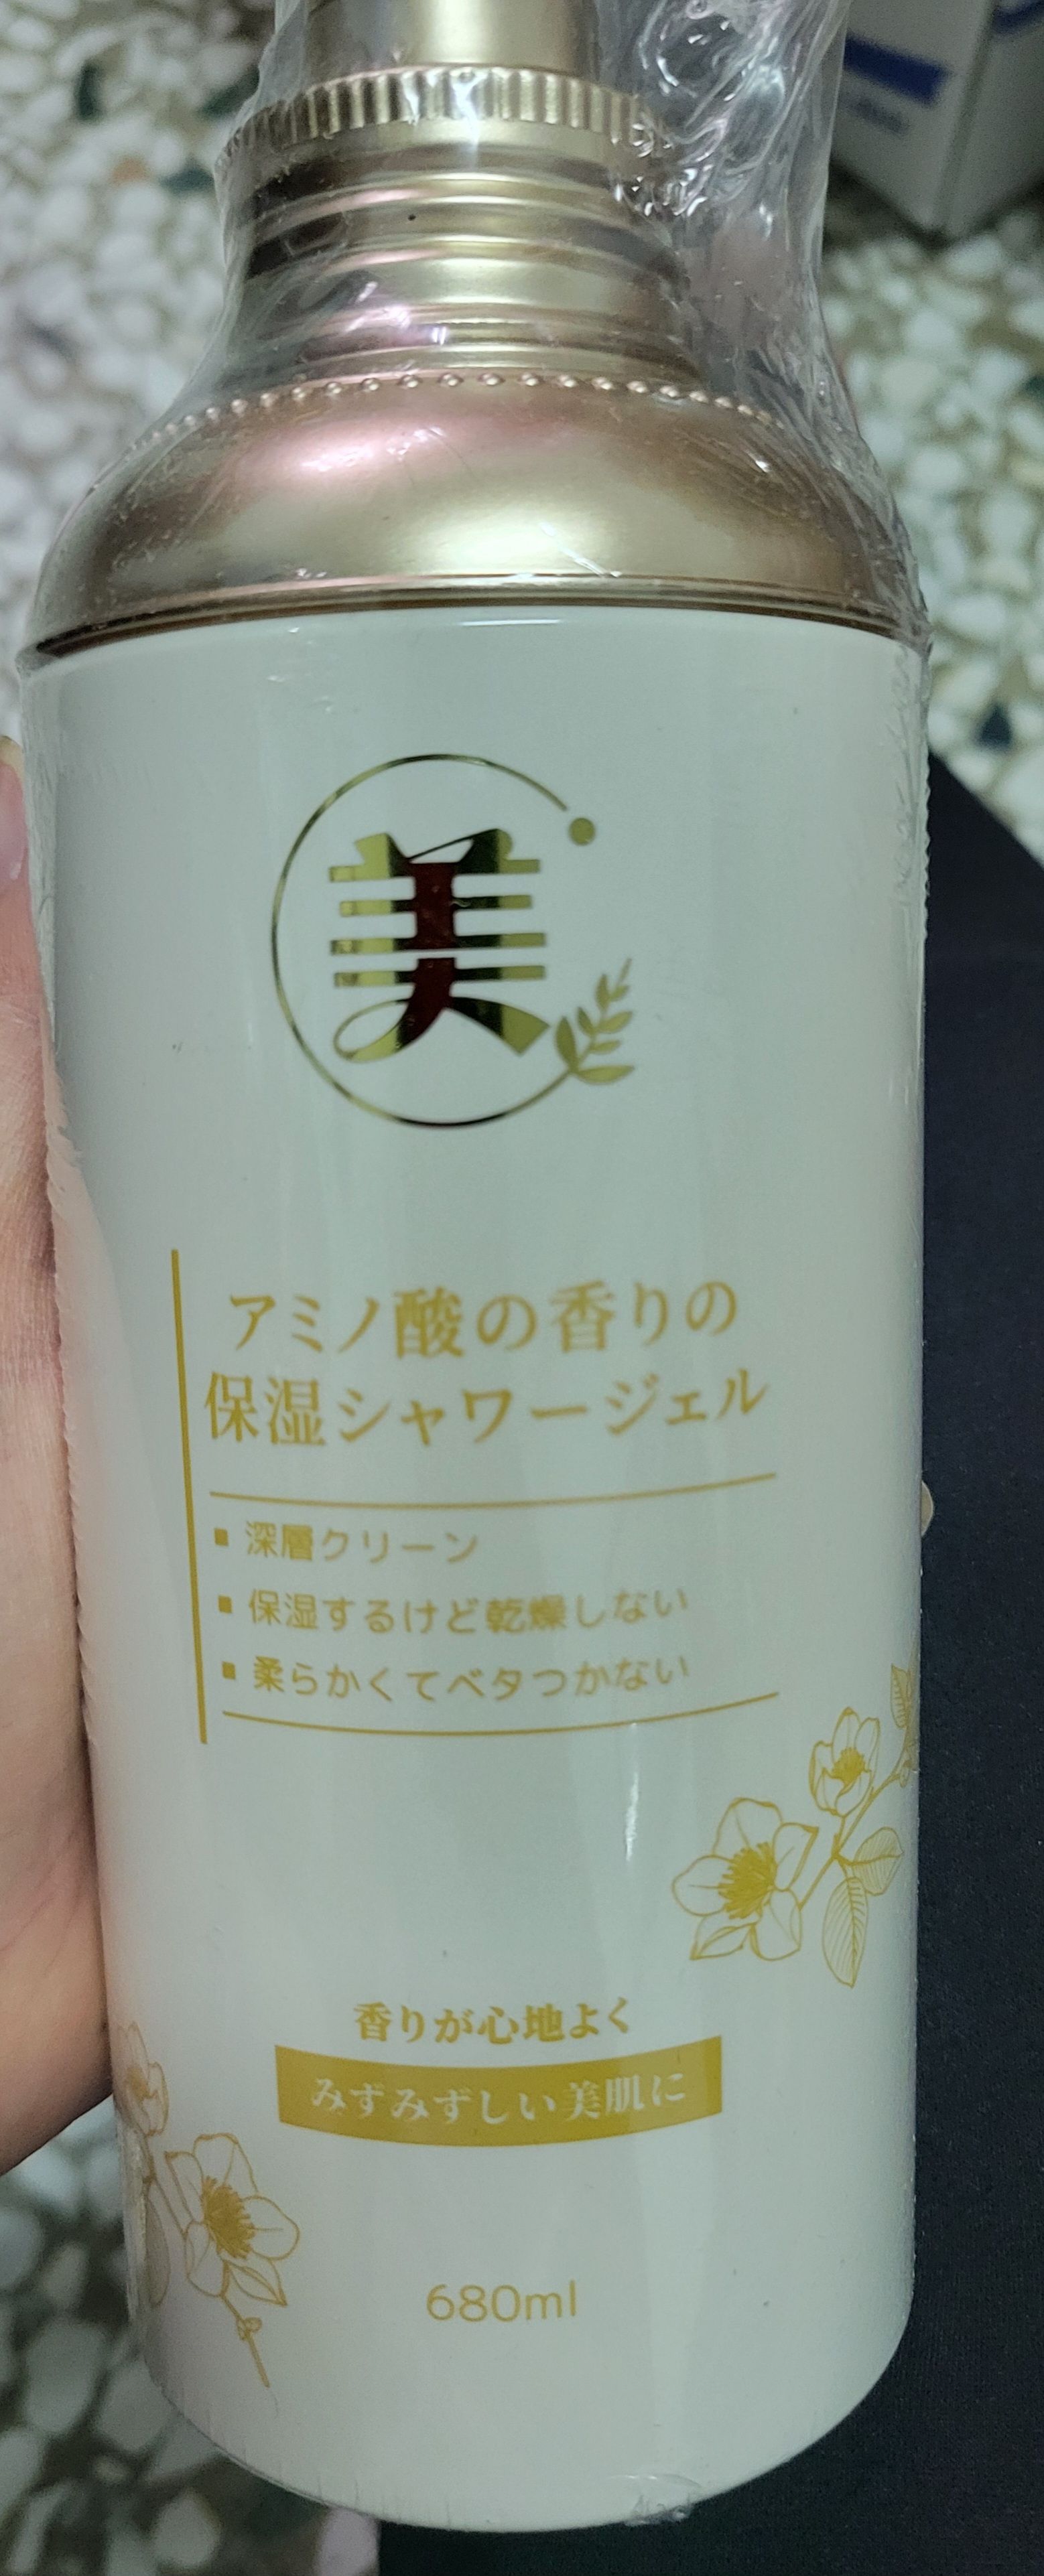 美
アミノ酸の香りの
保湿シャワージェル
▪ 深層クリーン
▪ 保湿するけど乾燥しない
▪ 柔らかくてベタつかない
香りが心地よく
みずみずしい美肌に
680ml